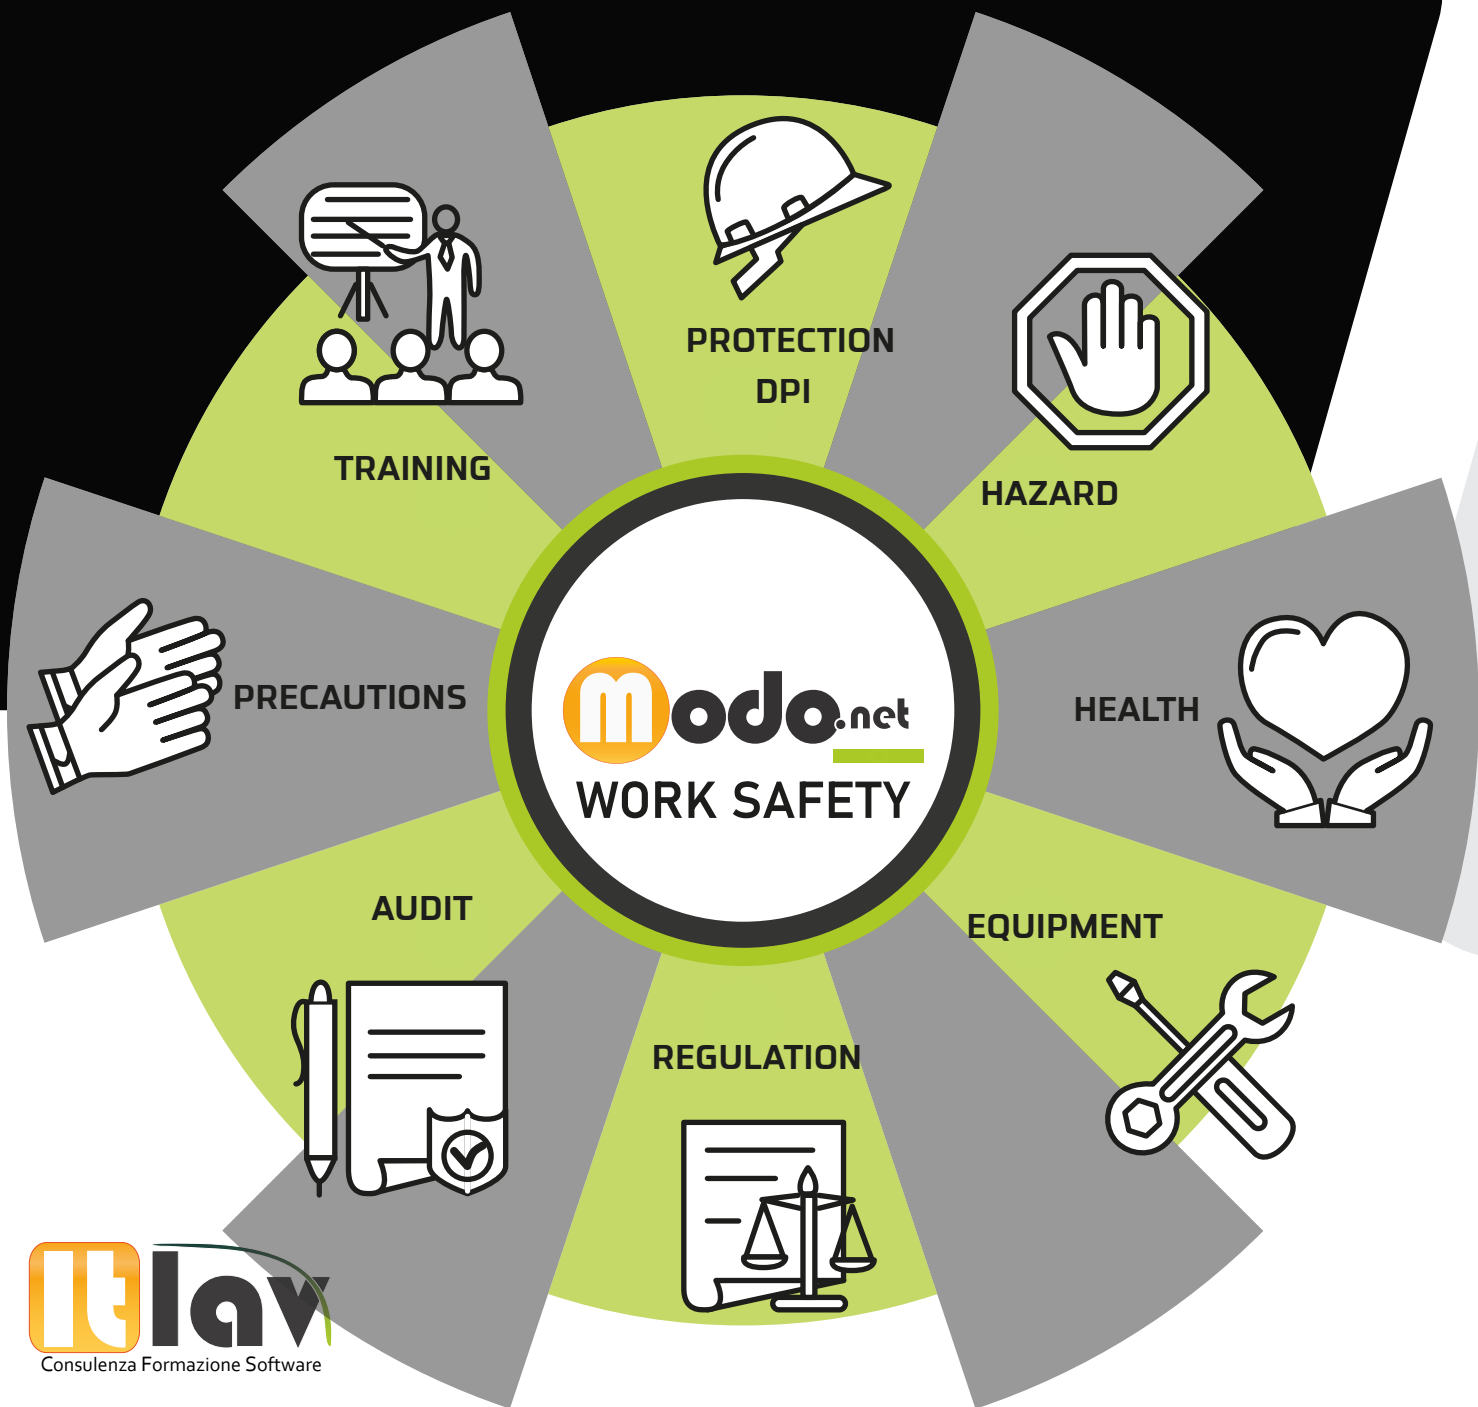 PROTECTION
DPI
TRAINING
HAZARD
PRECAUTIONS
HEALTH
modo.net
WORK SAFETY
AUDIT
EQUIPMENT
REGULATION
Itlav
Consulenza Formazione Software